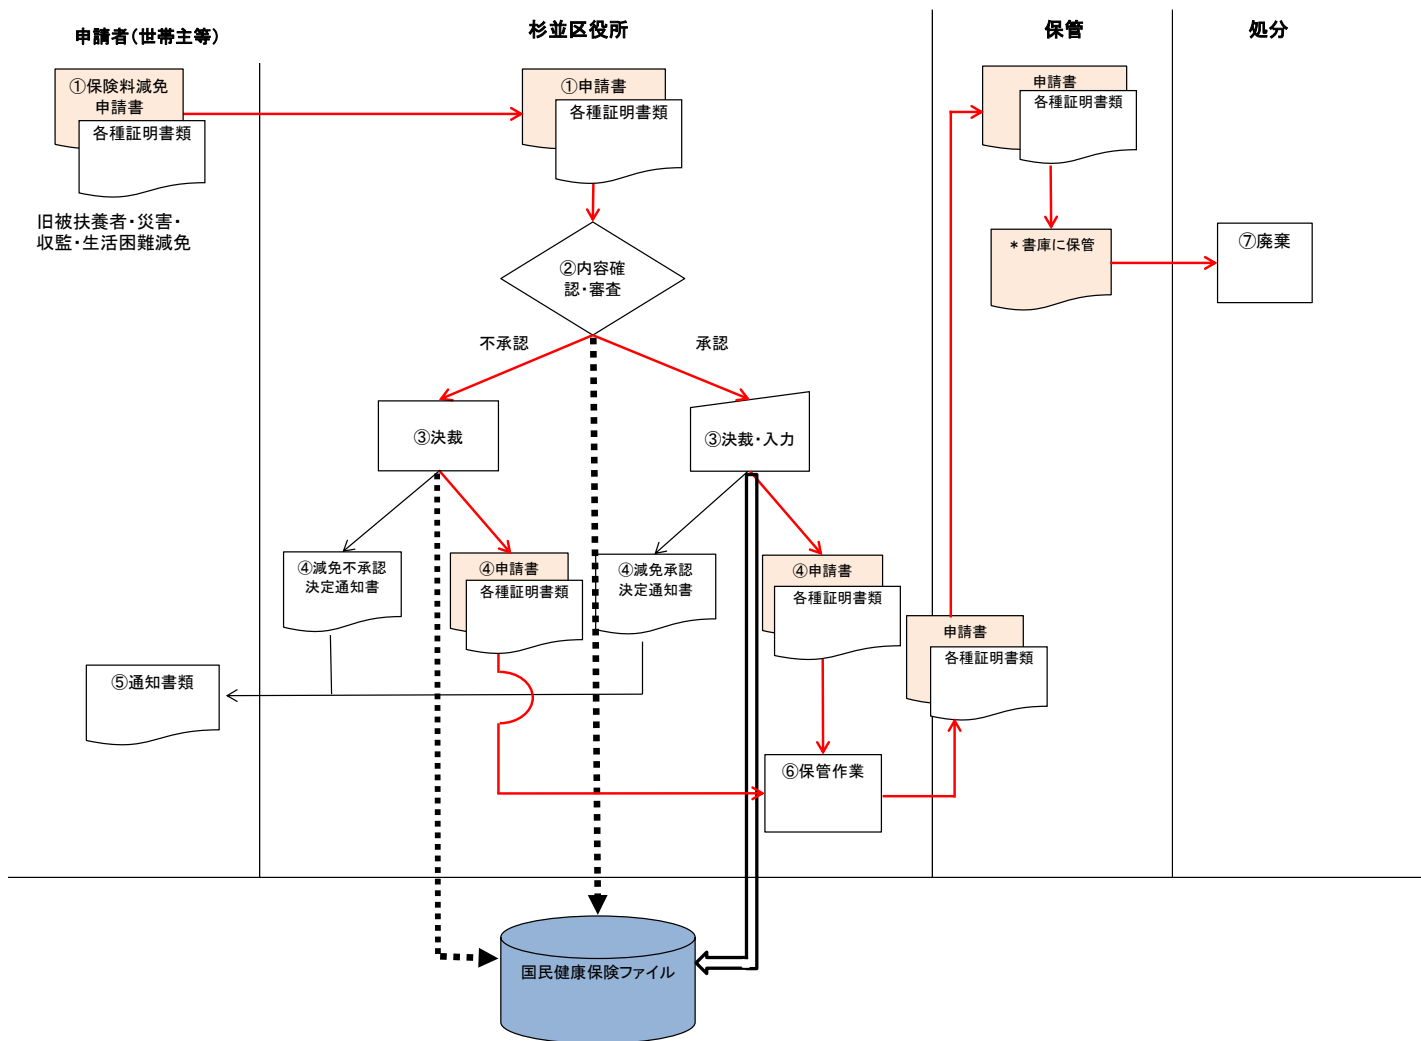 申請者（世帯主等）
杉並区役所
保管
処分
①保険料減免
申請書
各種証明書類
旧被扶養者・災害・
収監・生活困難減免
①申請書
各種証明書類
申請書
各種証明書類
＊書庫に保管
⑦廃棄
②内容確
認・審査
不承認
承認
③決裁
③決裁・入力
④減免不承認
決定通知書
④申請書
各種証明書類
④減免承認
決定通知書
④申請書
各種証明書類
申請書
各種証明書類
⑤通知書類
⑥保管作業
国民健康保険ファイル